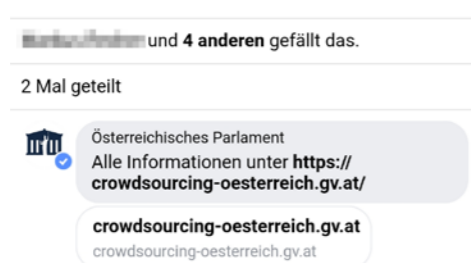 und 4 anderen gefällt das.
2 Mal geteilt
Österreichisches Parlament
Alle Informationen unter https://
crowdsourcing-oesterreich.gv.at/
crowdsourcing-oesterreich.gv.at
crowdsourcing-oesterreich.gv.at